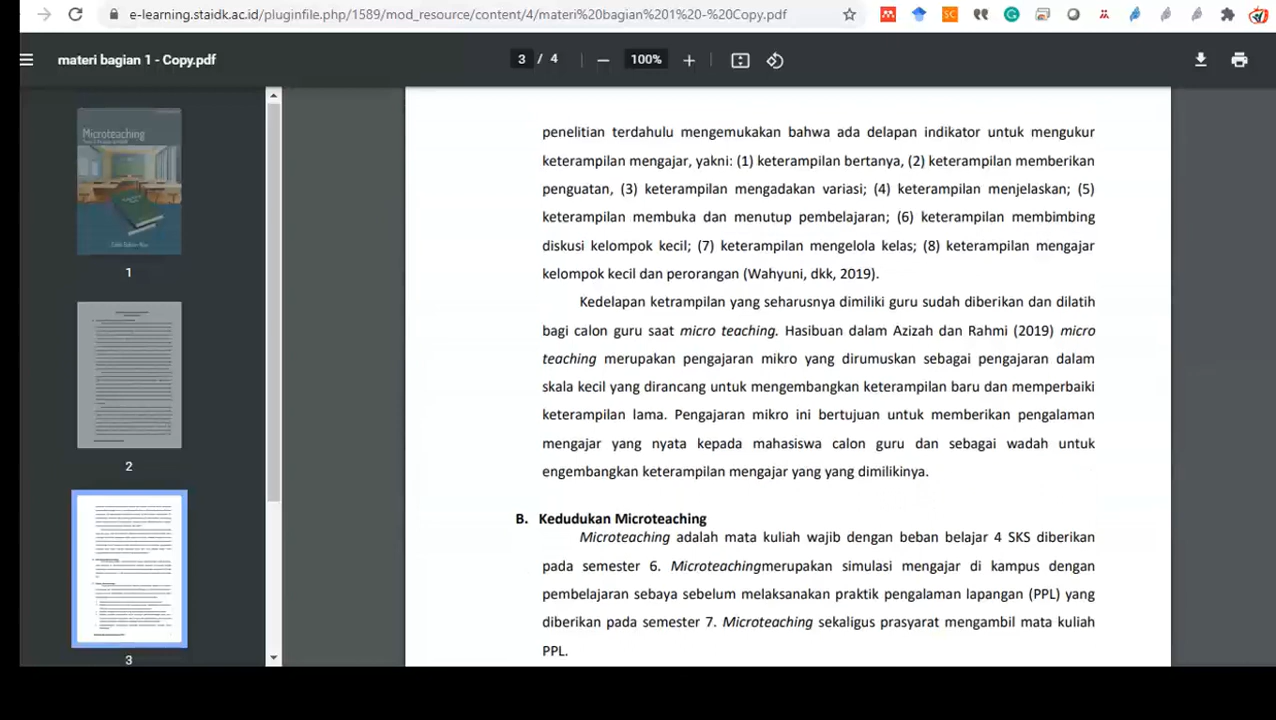 e-learning.staidk.ac.id/pluginfile.php/1589/mod_resource/content/4/materi%20bagian%201%20-%20Copy.pdf
materi bagian 1 - Copy.pdf
3 / 4
100%
Microteaching
1
2
3
penelitian terdahulu mengemukakan bahwa ada delapan indikator untuk mengukur
keterampilan mengajar, yakni: (1) keterampilan bertanya, (2) keterampilan memberikan
penguatan, (3) keterampilan mengadakan variasi; (4) keterampilan menjelaskan; (5)
keterampilan membuka dan menutup pembelajaran; (6) keterampilan membimbing
diskusi kelompok kecil; (7) keterampilan mengelola kelas; (8) keterampilan mengajar
kelompok kecil dan perorangan (Wahyuni, dkk, 2019).
Kedelapan ketrampilan yang seharusnya dimiliki guru sudah diberikan dan dilatih
bagi calon guru saat micro teaching. Hasibuan dalam Azizah dan Rahmi (2019) micro
teaching merupakan pengajaran mikro yang dirumuskan sebagai pengajaran dalam
skala kecil yang dirancang untuk mengembangkan keterampilan baru dan memperbaiki
keterampilan lama. Pengajaran mikro ini bertujuan untuk memberikan pengalaman
mengajar yang nyata kepada mahasiswa calon guru dan sebagai wadah untuk
engembangkan keterampilan mengajar yang yang dimilikinya.
B. Kedudukan Microteaching
Microteaching adalah mata kuliah wajib dengan beban belajar 4 SKS diberikan
pada semester 6. Microteachingmerupakan simulasi mengajar di kampus dengan
pembelajaran sebaya sebelum melaksanakan praktik pengalaman lapangan (PPL) yang
diberikan pada semester 7. Microteaching sekaligus prasyarat mengambil mata kuliah
PPL.